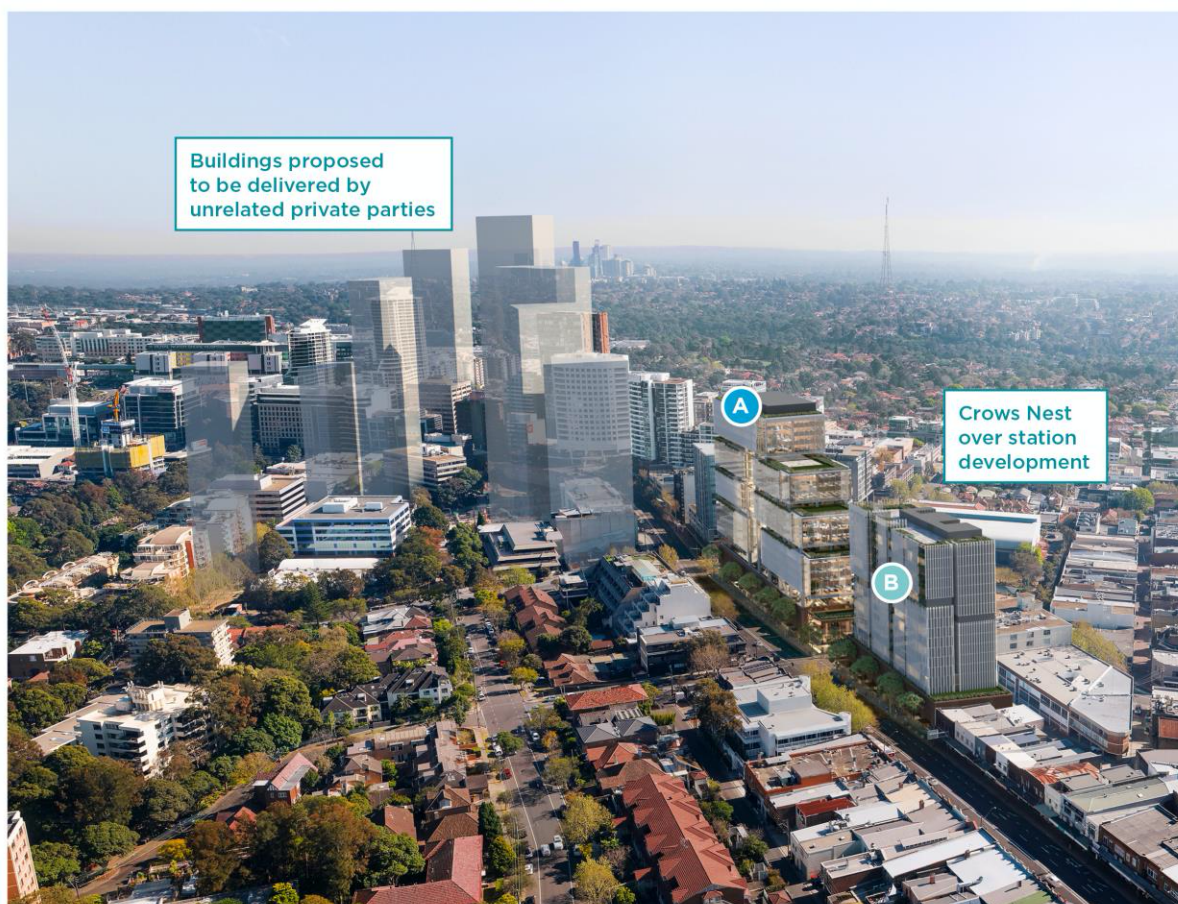 Buildings proposed
to be delivered by
unrelated private parties
A
Crows Nest
over station
development
B